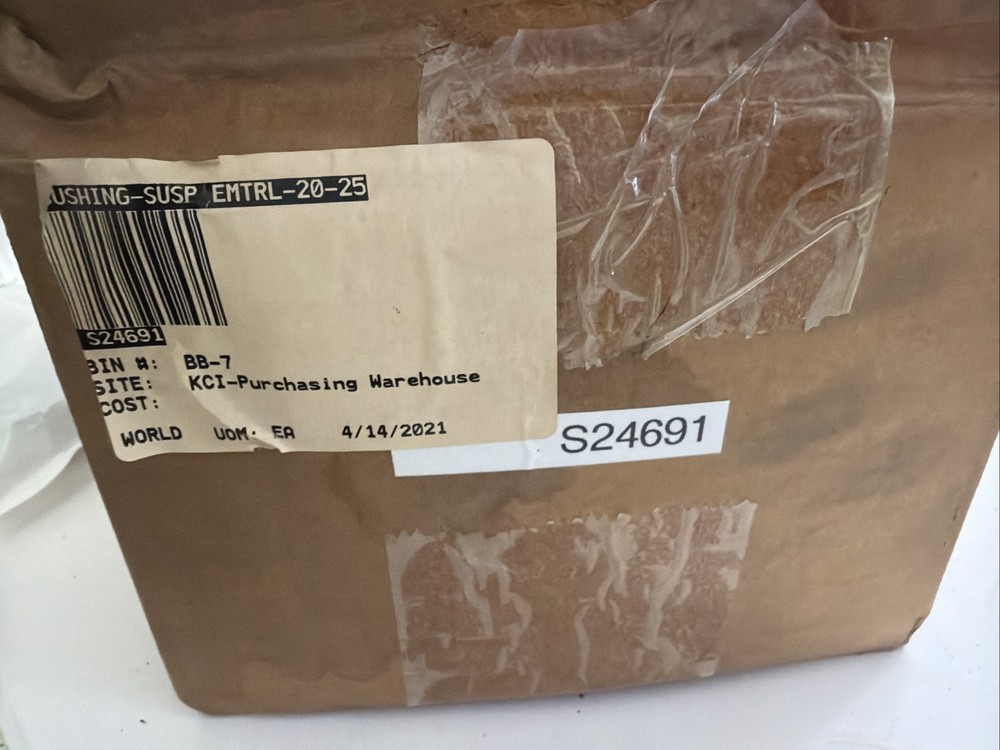 USHING-SUSP EMTRL-20-25
S24691
BIN #: BB-7
SITE: KCI-Purchasing Warehouse
COST:
WORLD UOM: EA 4/14/2021
S24691